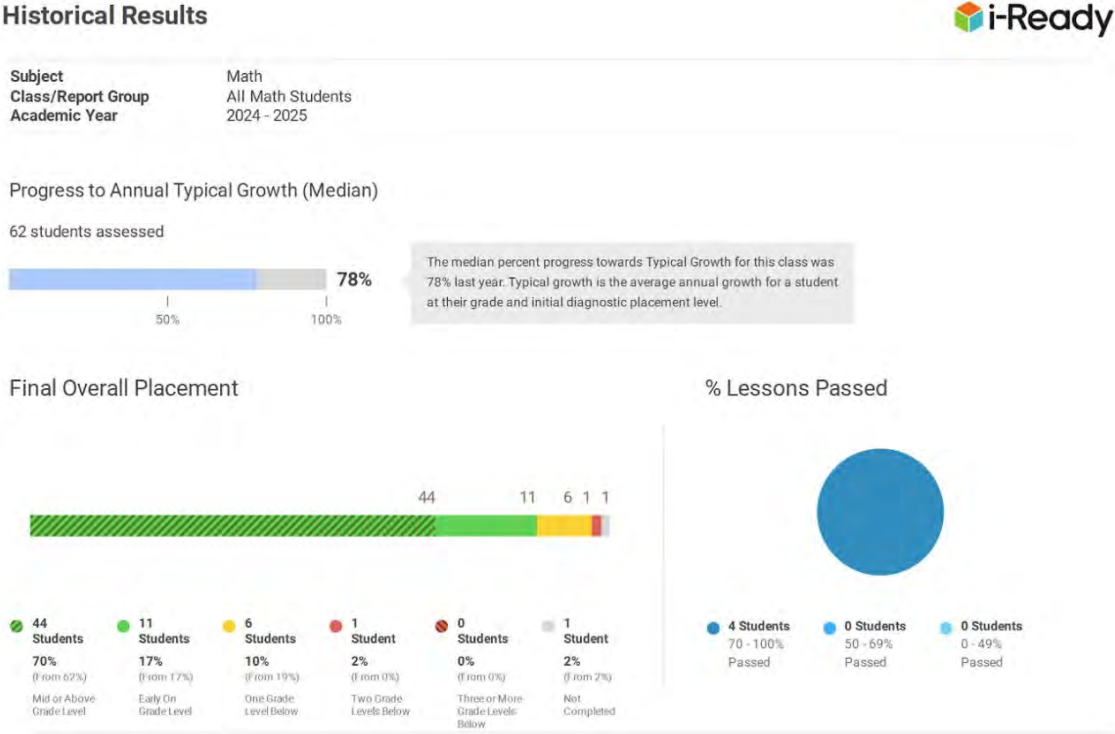 Historical Results
i-Ready
Subject Math
Class/Report Group All Math Students
Academic Year 2024 - 2025
Progress to Annual Typical Growth (Median)
62 students assessed
78%
50% 100%
The median percent progress towards Typical Growth for this class was
78% last year. Typical growth is the average annual growth for a student
at their grade and initial diagnostic placement level.
Final Overall Placement
44 11 6 1 1
44
Students
70%
(From 62%)
Mid or Above
Grade Level
11
Students
17%
(From 17%)
Early On
Grade Level
6
Students
10%
(From 19%)
One Grade
Level Below
1
Student
2%
(From 0%)
Two Grade
Levels Below
0
Students
0%
(From 0%)
Three or More
Grade Levels
Below
1
Student
2%
(From 2%)
Not
Completed
% Lessons Passed
4 Students
70 - 100%
Passed
0 Students
50 - 69%
Passed
0 Students
0 - 49%
Passed